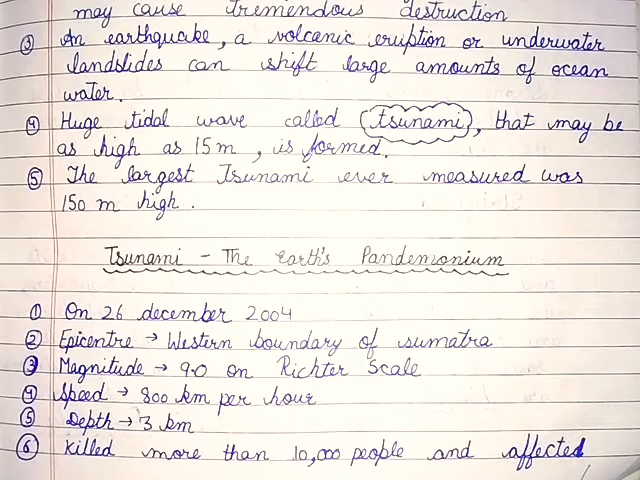 may cause tremendous destruction
③ An earthquake, a volcanic eruption or underwater
landslides can shift large amounts of ocean
water.
④ Huge tidal wave called tsunami, that may be
as high as 15 m, is formed.
⑤ The largest Tsunami ever measured was
150 m high.
Tsunami - The Earth's Pandemonium
① On 26 december 2004
② Epicentre → Western boundary of sumatra
③ Magnitude → 9.0 on Richter Scale
④ Speed → 800 km per hour
⑤ Depth → 3 km
⑥ Killed more than 10,000 people and affected